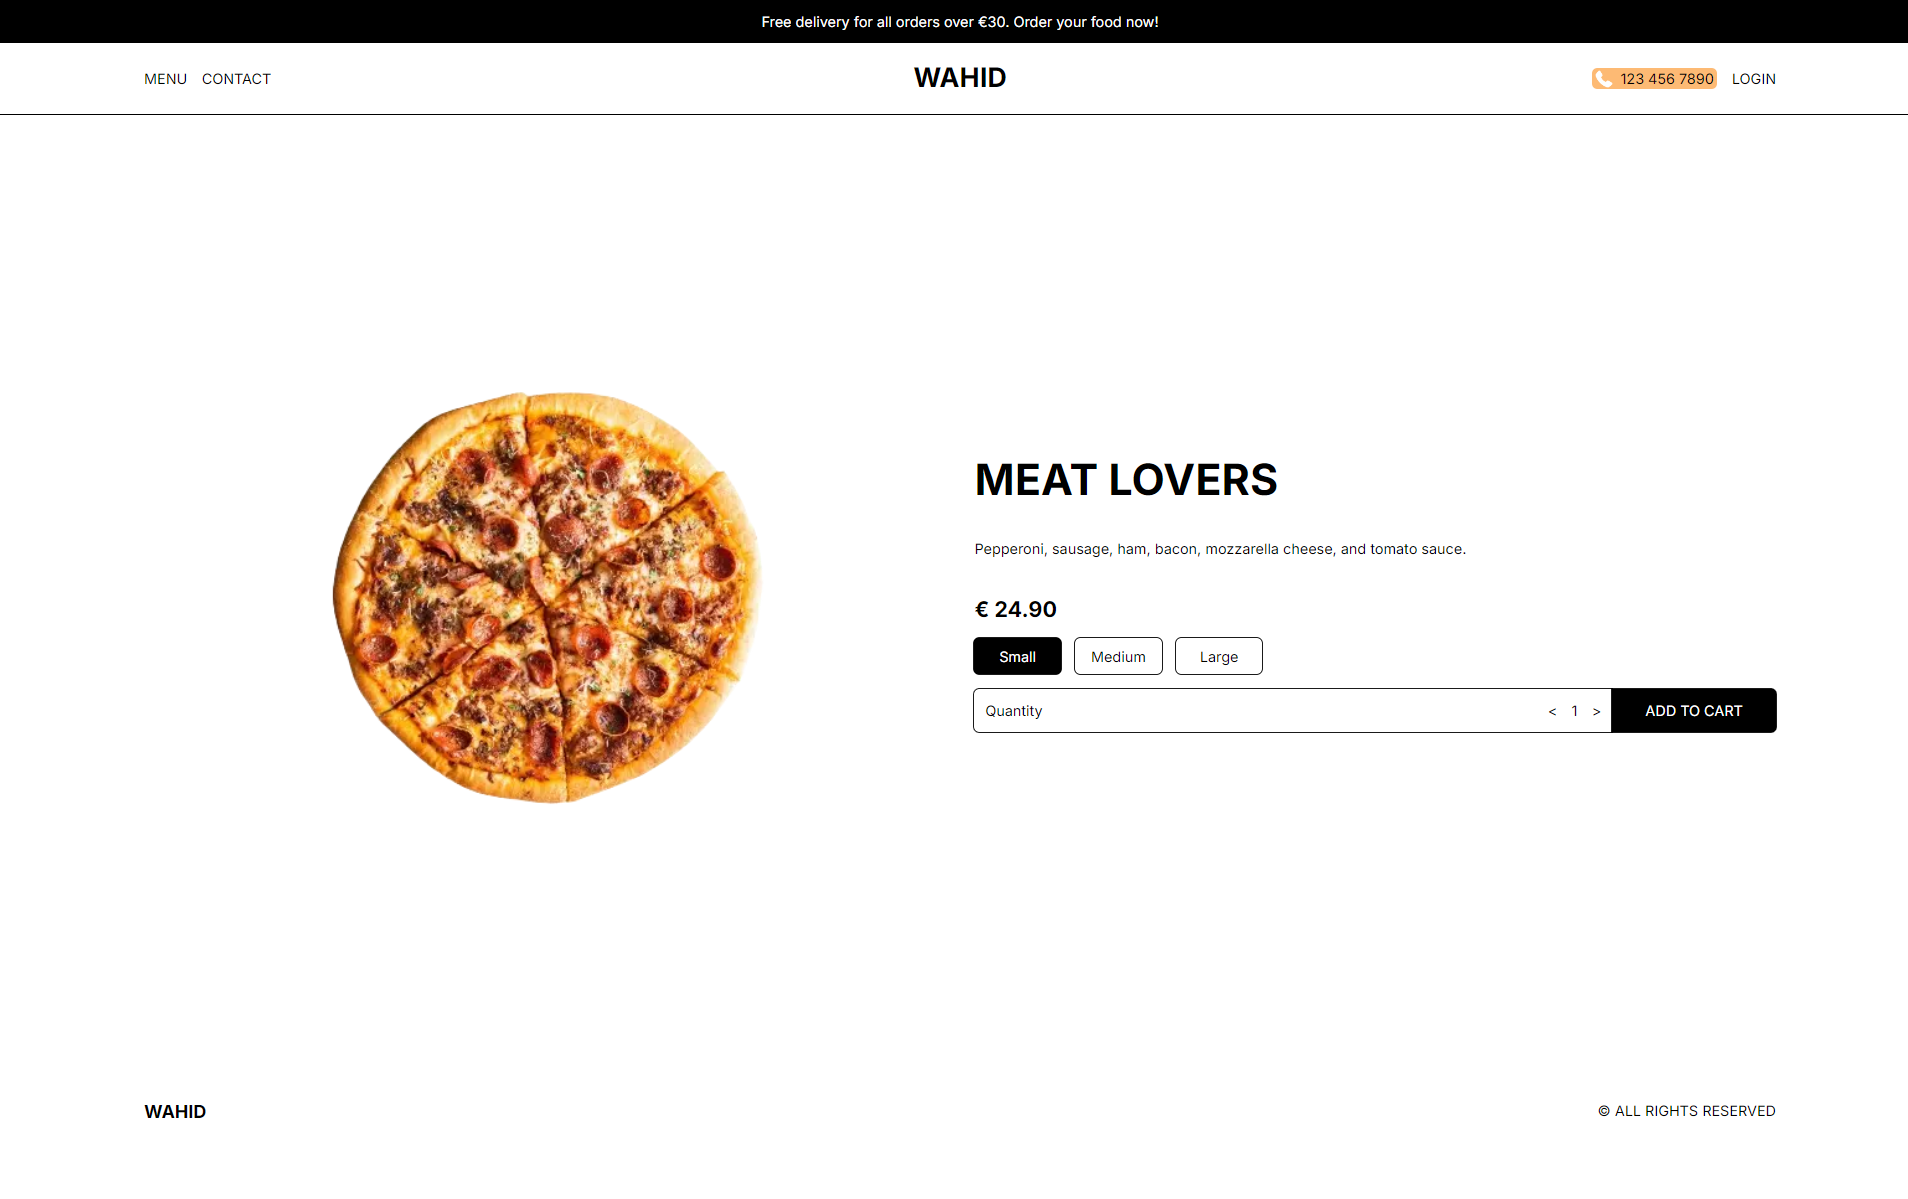 Free delivery for all orders over €30. Order your food now!
MENU CONTACT WAHID 123 456 7890 LOGIN
MEAT LOVERS
Pepperoni, sausage, ham, bacon, mozzarella cheese, and tomato sauce.
€ 24.90
Small Medium Large
Quantity < 1 > ADD TO CART
WAHID © ALL RIGHTS RESERVED